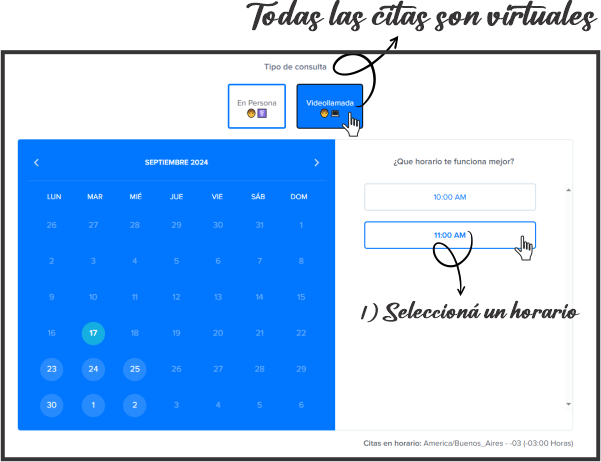 Todas las citas son virtuales
Tipo de consulta
En Persona
Videollamada
SEPTIEMBRE 2024
LUN MAR MIÉ JUE VIE SÁB DOM
26 27 28 29 30 31 1
2 3 4 5 6 7 8
9 10 11 12 13 14 15
16 17 18 19 20 21 22
23 24 25 26 27 28 29
30 1 2 3 4 5 6
¿Que horario te funciona mejor?
10:00 AM
11:00 AM
1) Seleccioná un horario
Citas en horario: America/Buenos_Aires - -03 (-03:00 Horas)